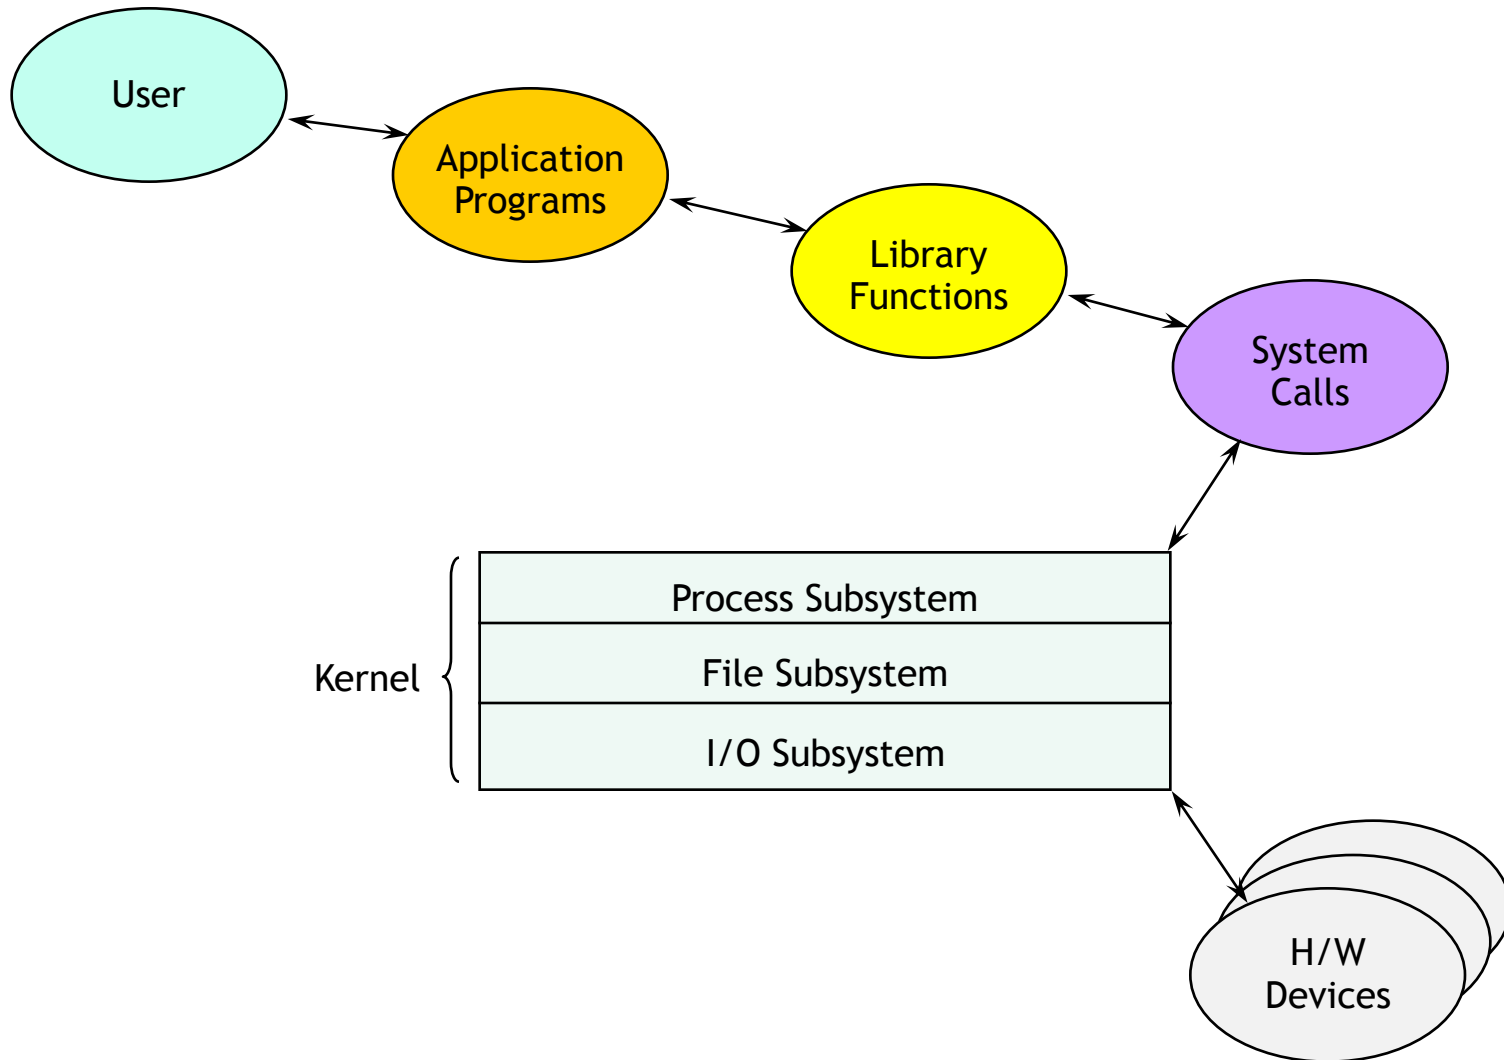 User
Application
Programs
Library
Functions
System
Calls
Process Subsystem
File Subsystem
Kernel
I/O Subsystem
H/W
Devices